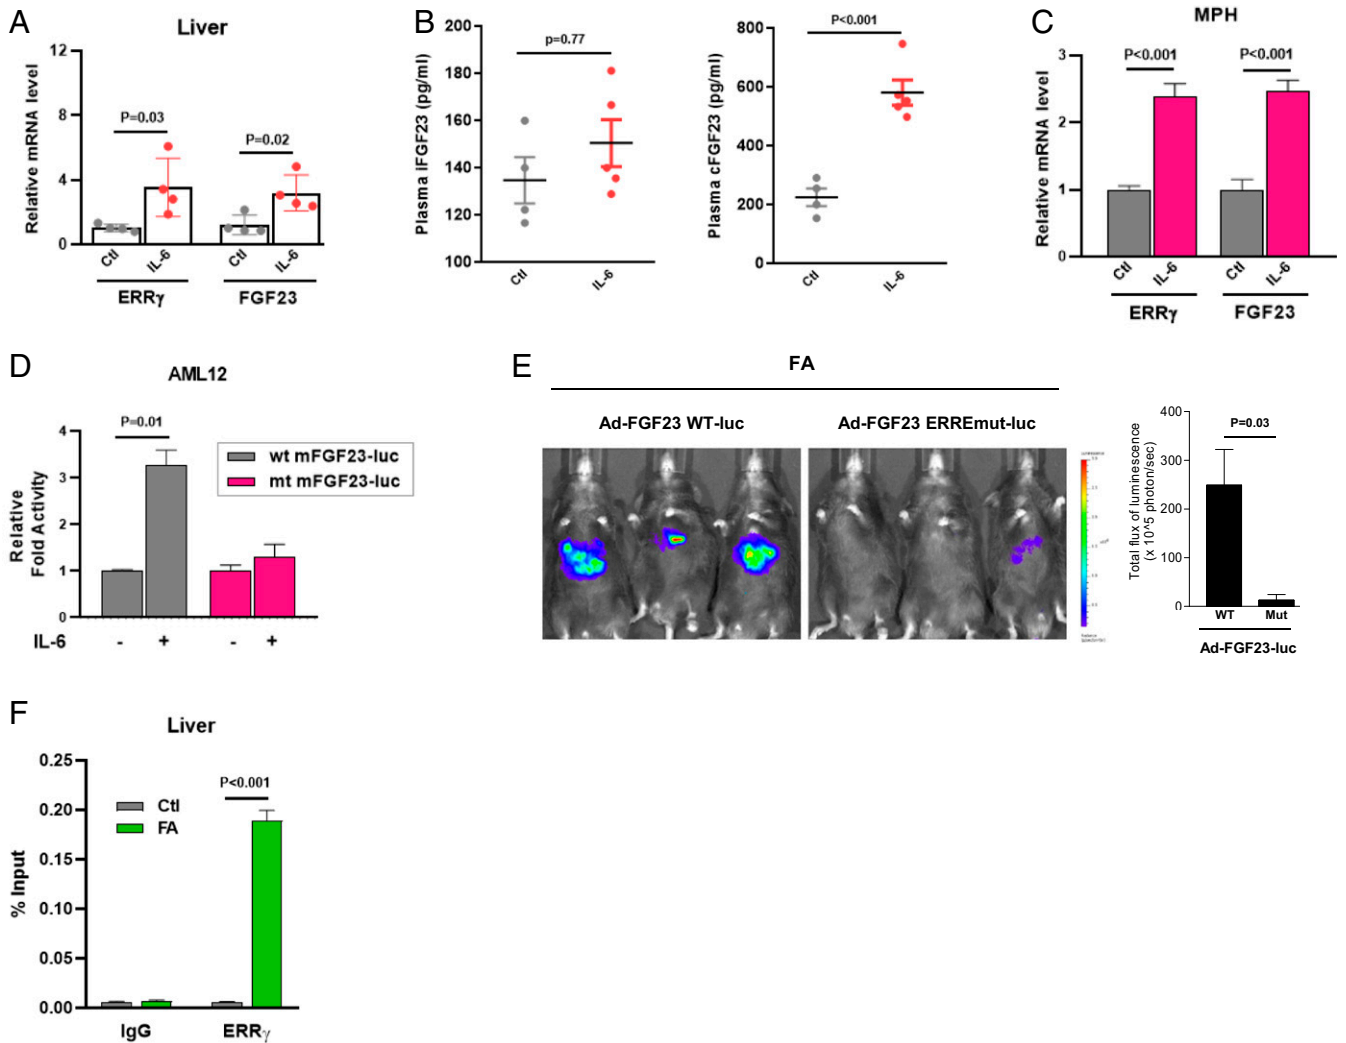 A
Liver
Relative mRNA level
12
8
4
0
P=0.03
P=0.02
Ctl
IL-6
Ctl
IL-6
ERRγ
FGF23
B
Plasma iFGF23 (pg/ml)
200
180
160
140
120
100
p=0.77
Ctl
IL-6
Plasma cFGF23 (pg/ml)
800
600
400
200
0
P<0.001
Ctl
IL-6
C
MPH
Relative mRNA level
3
2
1
0
P<0.001
P<0.001
Ctl
IL-6
Ctl
IL-6
ERRγ
FGF23
D
AML12
Relative
Fold Activity
4
3
2
1
0
P=0.01
wt mFGF23-luc
mt mFGF23-luc
IL-6
-
+
-
+
E
FA
Ad-FGF23 WT-luc
Ad-FGF23 ERREmut-luc
Total flux of luminescence
(x 10^5 photon/sec)
400
300
200
100
0
P=0.03
WT
Mut
Ad-FGF23-luc
F
Liver
% Input
0.25
0.20
0.15
0.10
0.05
0.00
Ctl
FA
P<0.001
IgG
ERRγ